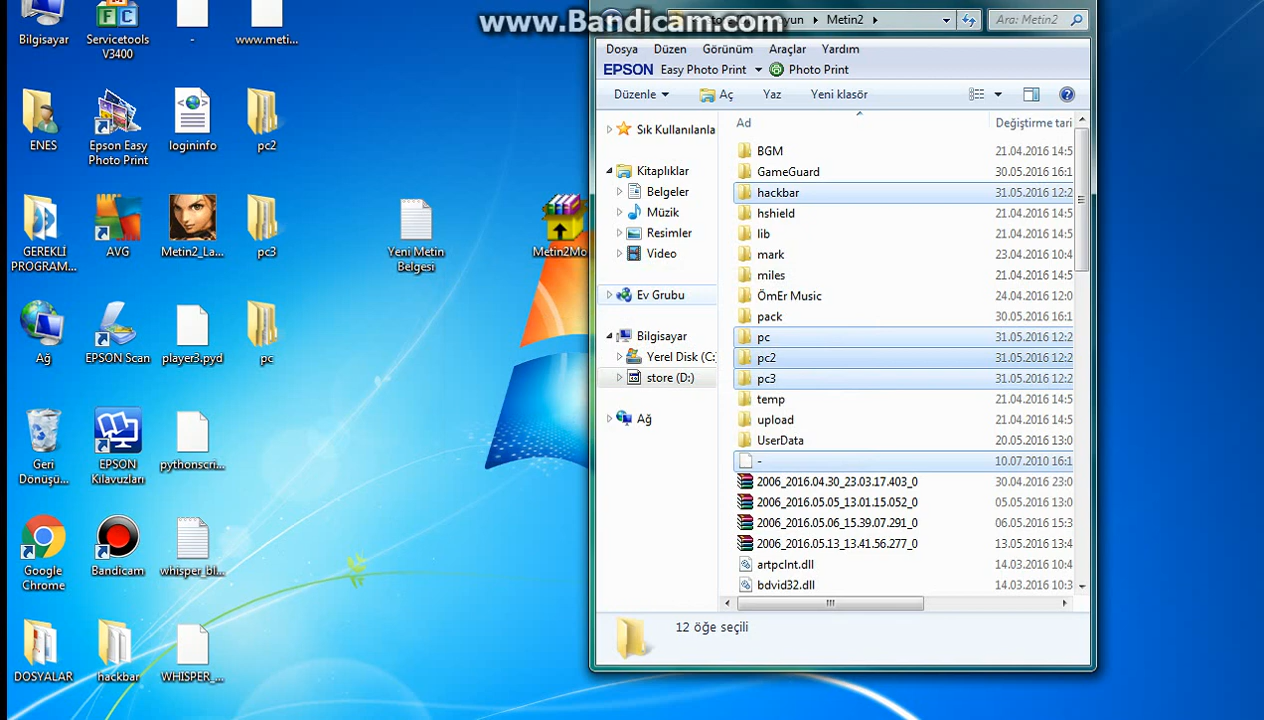 www.Bandicam.com
Bilgisayar
Servicetools
V3400
-
www.meti...
ENES
Epson Easy
Photo Print
logininfo
pc2
GEREKLİ
PROGRAM...
AVG
Metin2_La...
pc3
Yeni Metin
Belgesi
Metin2Mo
Ağ
EPSON Scan
player3.pyd
pc
Geri
Dönüşü...
EPSON
Kılavuzları
pythonscri...
Google
Chrome
Bandicam
whisper_bl...
DOSYALAR
hackbar
WHISPER_...
Metin2
Ara: Metin2
Dosya Düzen Görünüm Araçlar Yardım
EPSON Easy Photo Print Photo Print
Düzenle Aç Yaz Yeni klasör
Sık Kullanılanla
Kitaplıklar
Belgeler
Müzik
Resimler
Video
Ev Grubu
Bilgisayar
Yerel Disk (C:
store (D:)
Ağ
Ad Değiştirme tari
BGM 21.04.2016 14:5
GameGuard 30.05.2016 16:1
hackbar 31.05.2016 12:2
hshield 21.04.2016 14:5
lib 21.04.2016 14:5
mark 23.04.2016 10:4
miles 21.04.2016 14:5
ÖmEr Music 24.04.2016 12:0
pack 30.05.2016 16:1
pc 31.05.2016 12:2
pc2 31.05.2016 12:2
pc3 31.05.2016 12:2
temp 21.04.2016 14:5
upload 21.04.2016 14:5
UserData 20.05.2016 13:0
- 10.07.2010 16:1
2006_2016.04.30_23.03.17.403_0 30.04.2016 23:0
2006_2016.05.05_13.01.15.052_0 05.05.2016 13:0
2006_2016.05.06_15.39.07.291_0 06.05.2016 15:3
2006_2016.05.13_13.41.56.277_0 13.05.2016 13:4
artpclnt.dll 14.03.2016 10:4
bdvid32.dll 14.03.2016 10:3
12 öğe seçili